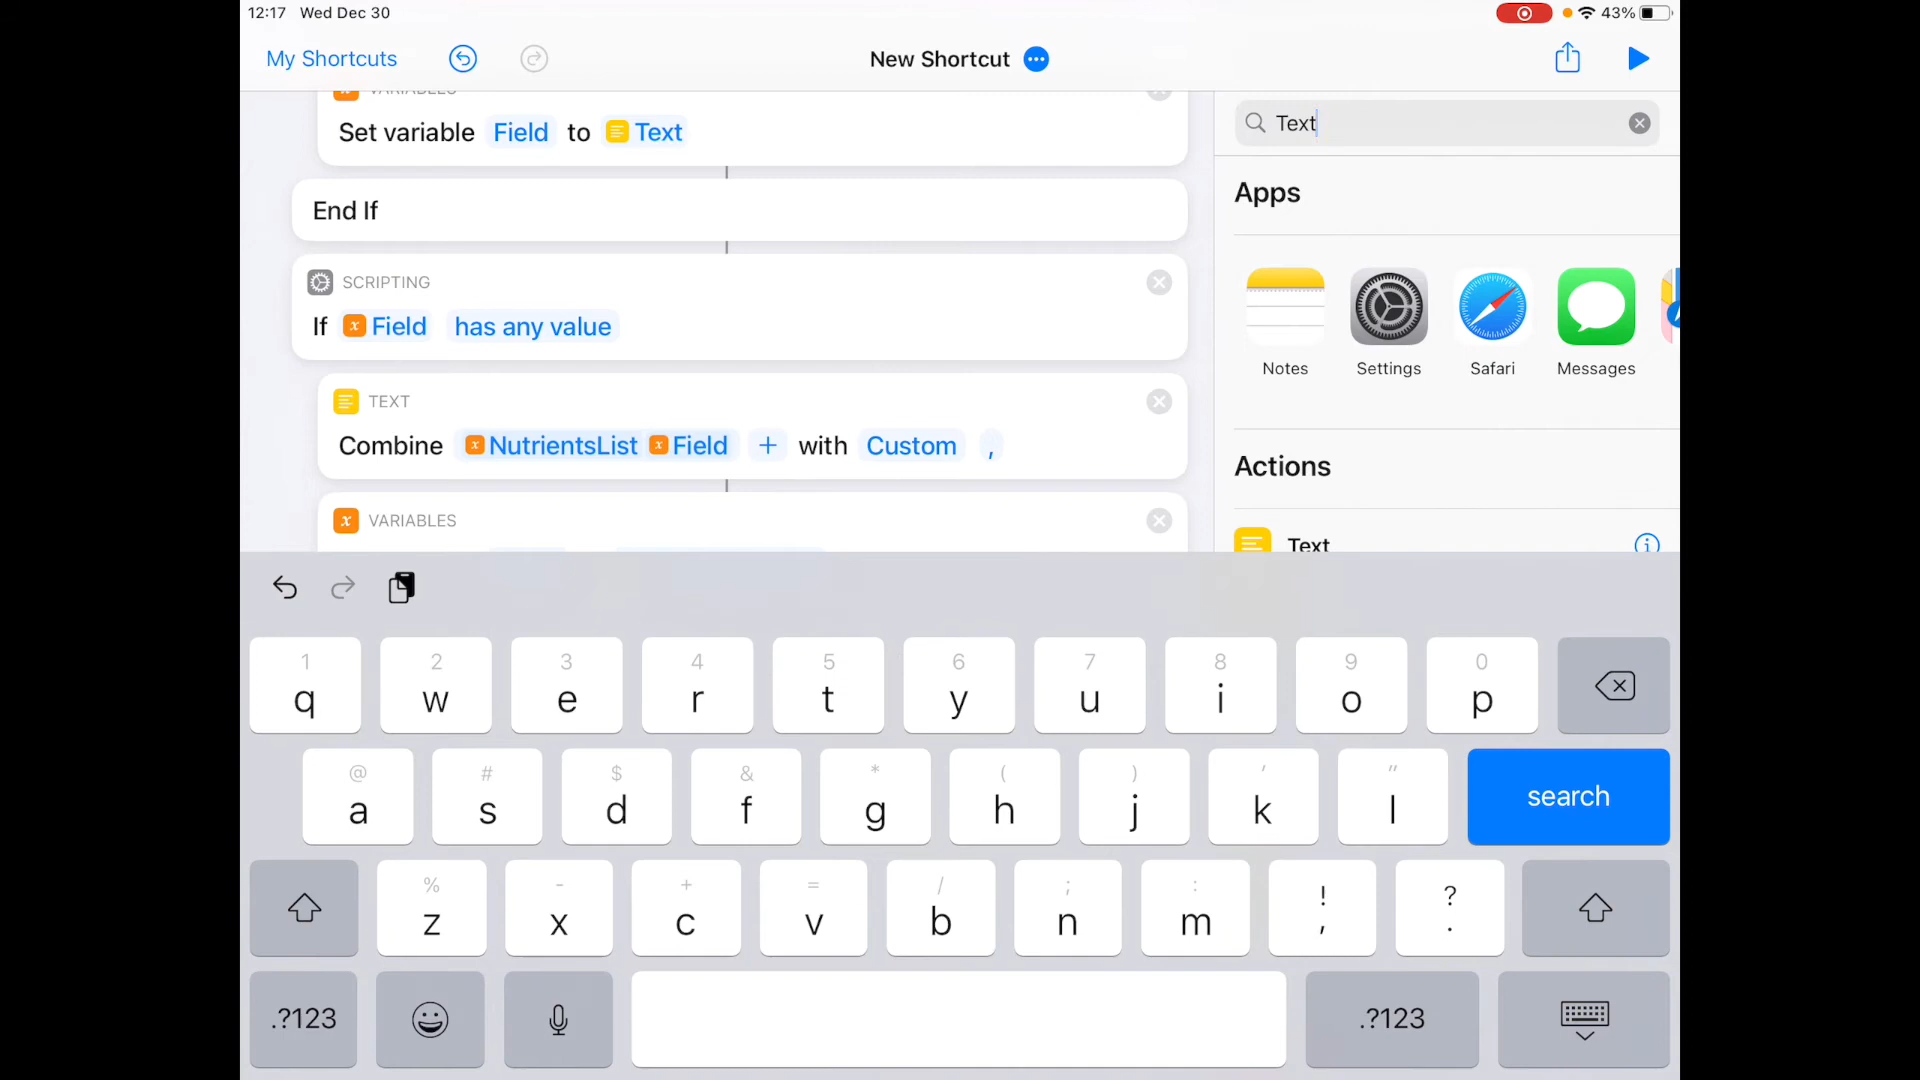 12:17 Wed Dec 30
43%
My Shortcuts
New Shortcut
VARIABLES
Set variable Field to Text
End If
SCRIPTING
If Field has any value
TEXT
Combine NutrientsList Field + with Custom ,
VARIABLES
Text
Apps
Notes Settings Safari Messages
Actions
Text
1 2 3 4 5 6 7 8 9 0
q w e r t y u i o p
@ # $ & * ( ) ' "
a s d f g h j k l search
% - + = / ; : ! ?
z x c v b n m , .
.?123 .?123